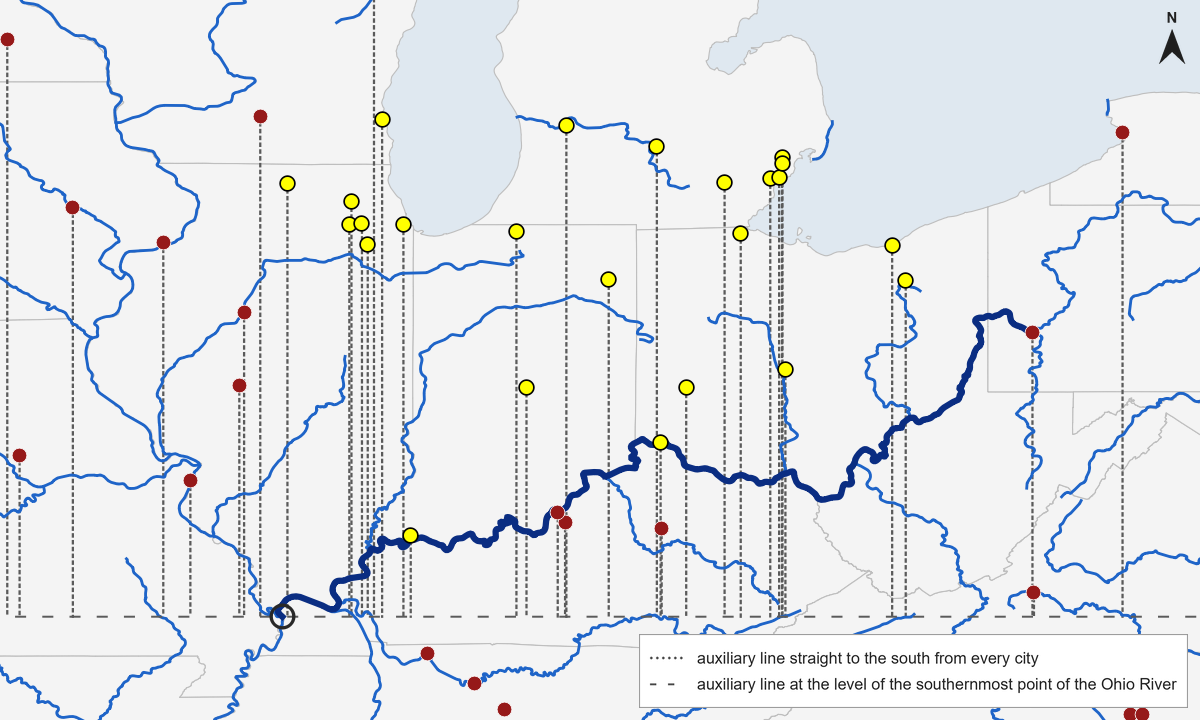 N
auxiliary line straight to the south from every city
auxiliary line at the level of the southernmost point of the Ohio River